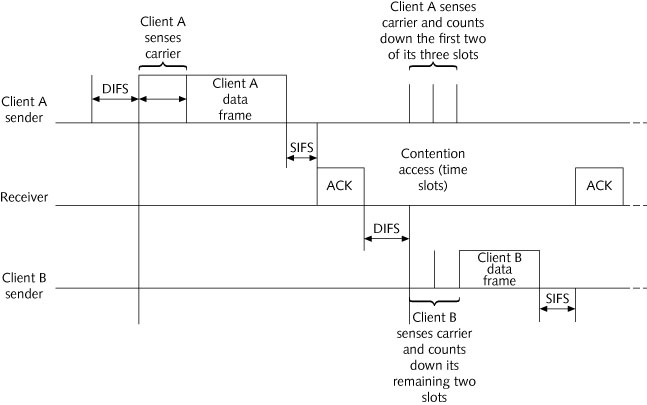 Client A
senses
carrier
Client A senses
carrier and counts
down the first two
of its three slots
DIFS
Client A
data
frame
Client A
sender
SIFS
Contention
access (time
slots)
ACK
ACK
Receiver
DIFS
Client B
data
frame
Client B
sender
SIFS
Client B
senses carrier
and counts
down its
remaining two
slots